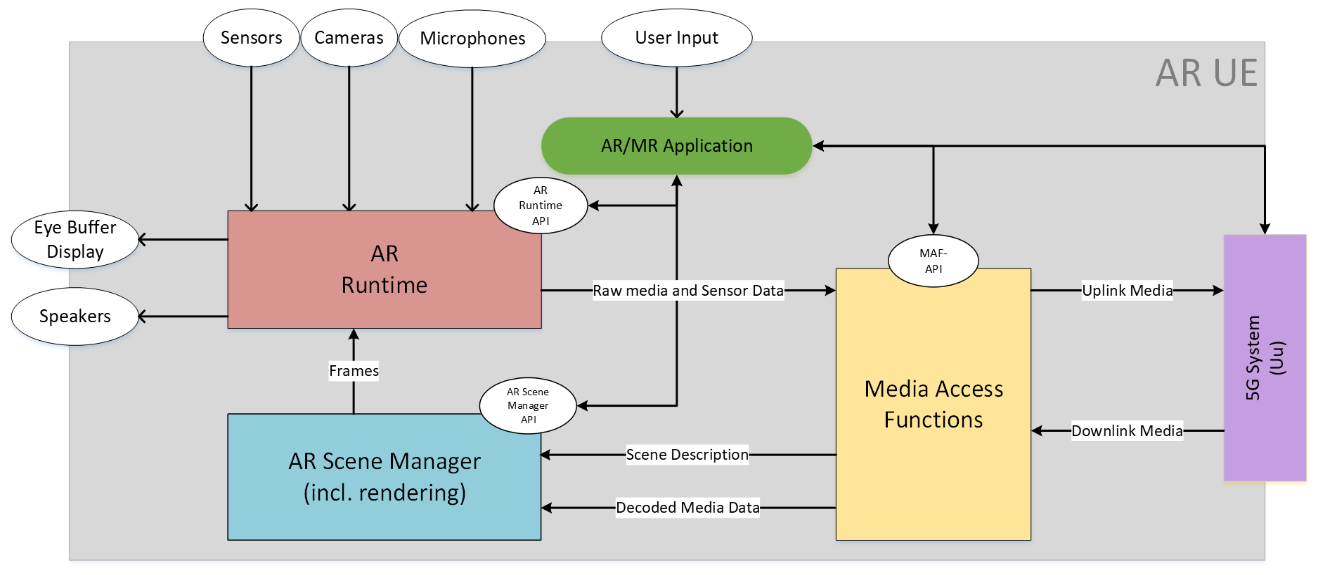 Sensors
Cameras
Microphones
User Input
AR UE
AR/MR Application
AR
Runtime
API
Eye Buffer
Display
AR
Runtime
MAF-
API
Raw media and Sensor Data
Uplink Media
Speakers
5G System
(Uu)
Frames
AR Scene
Manager
API
Media Access
Functions
Downlink Media
AR Scene Manager
(incl. rendering)
Scene Description
Decoded Media Data